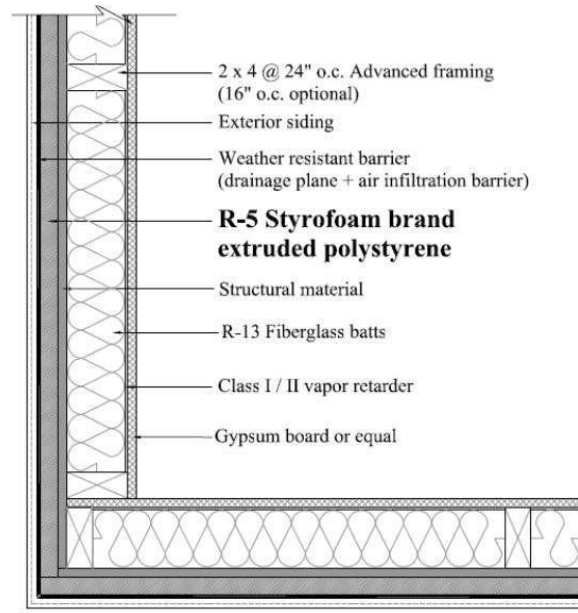 2 x 4 @ 24" o.c. Advanced framing
(16" o.c. optional)
Exterior siding
Weather resistant barrier
(drainage plane + air infiltration barrier)
R-5 Styrofoam brand
extruded polystyrene
Structural material
R-13 Fiberglass batts
Class I / II vapor retarder
Gypsum board or equal